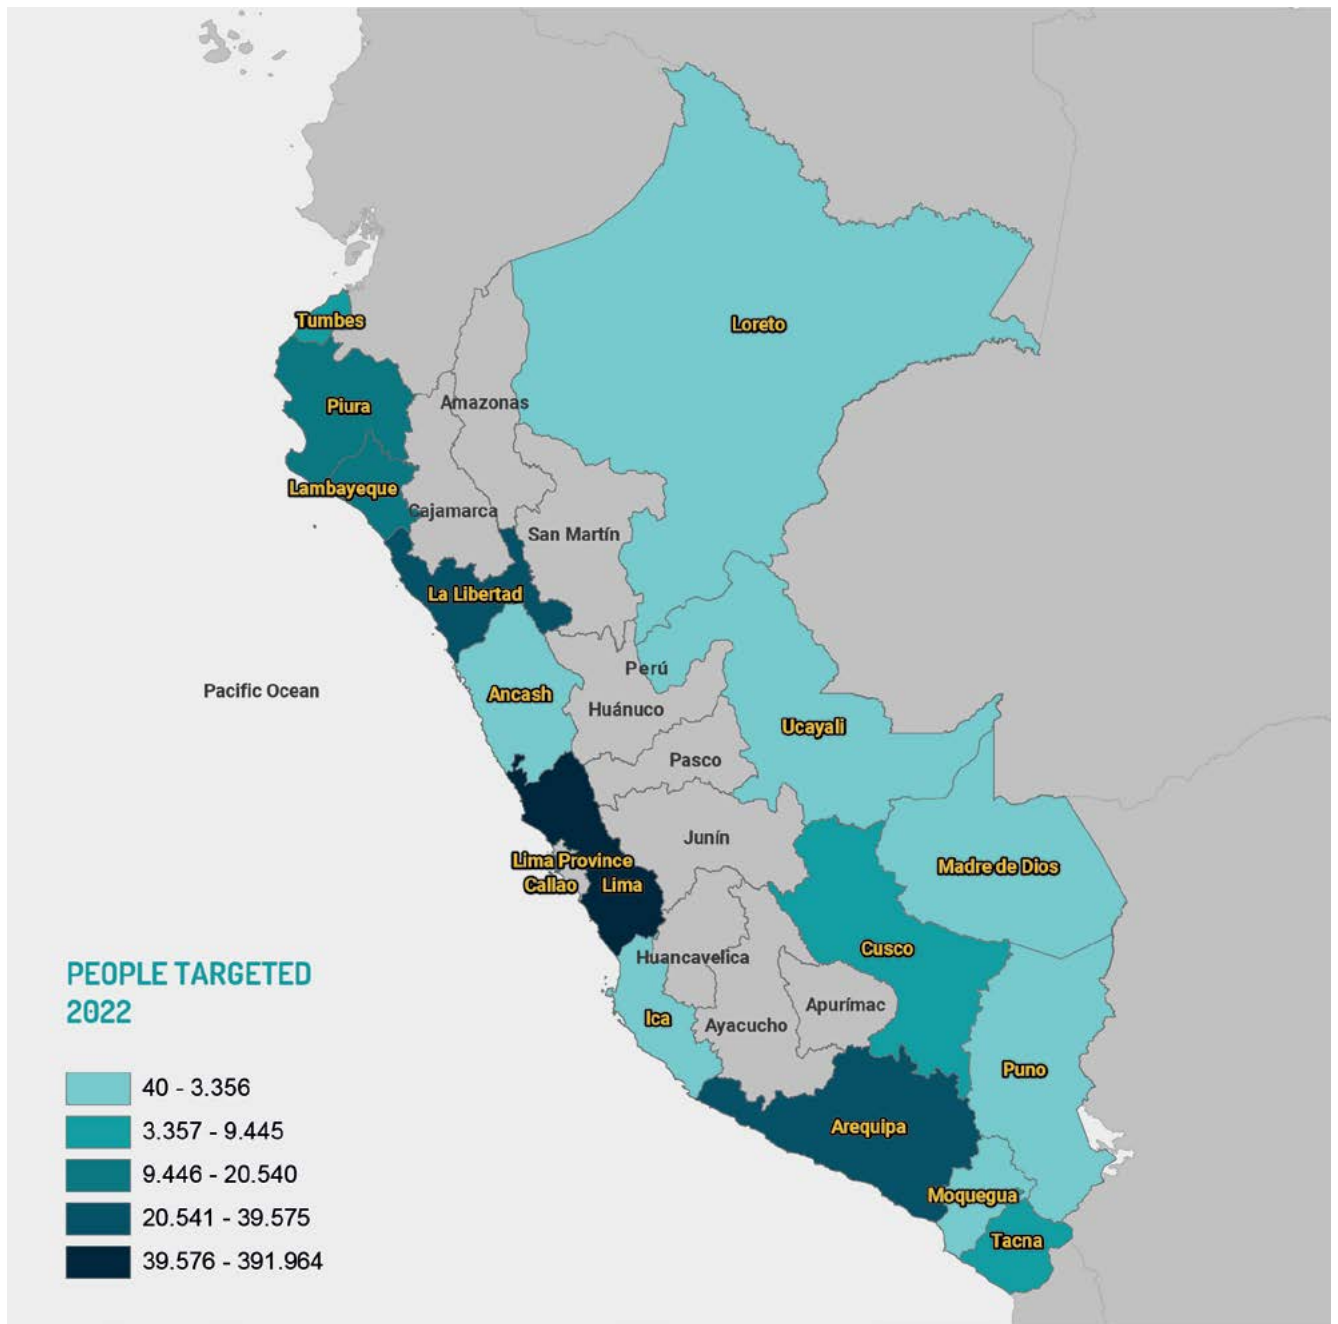 Tumbes
Loreto
Piura
Amazonas
Lambayeque
Cajamarca
San Martín
La Libertad
Perú
Pacific Ocean
Ancash
Huánuco
Ucayali
Pasco
Junín
Lima Province
Madre de Dios
Callao
Lima
Cusco
Huancavelica
PEOPLE TARGETED
2022
Apurímac
Ica
Ayacucho
Puno
40 - 3.356
Arequipa
3.357 - 9.445
9.446 - 20.540
Moquegua
20.541 - 39.575
Tacna
39.576 - 391.964